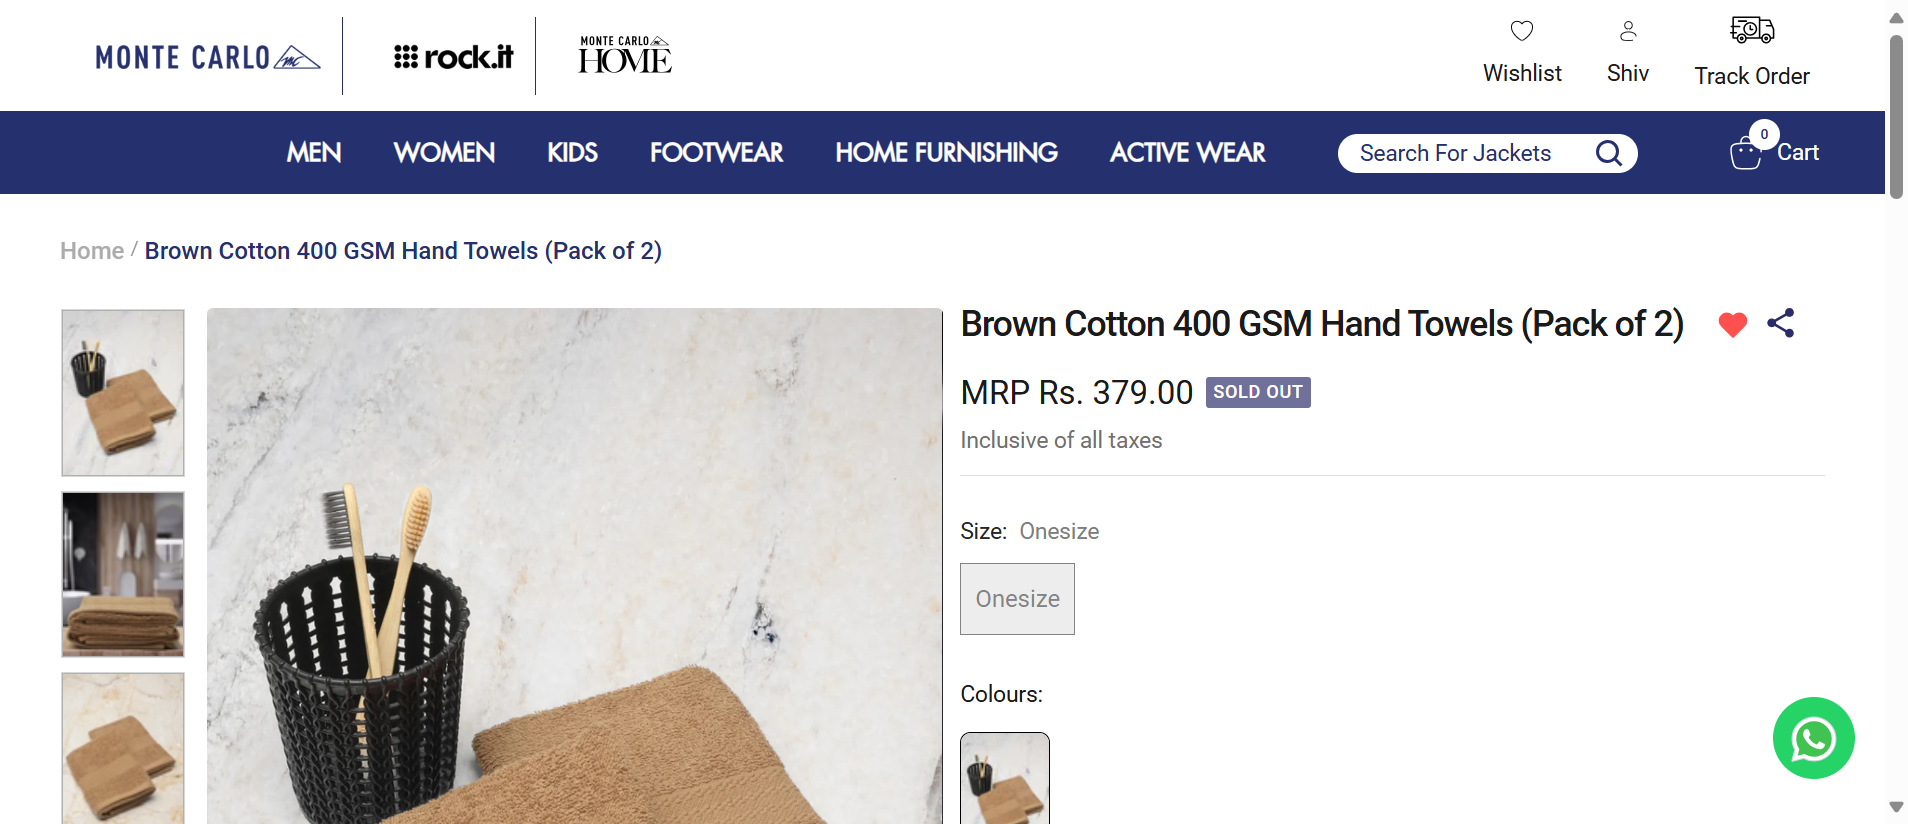 MONTE CARLO
rock.it
MONTE CARLO
HOME
Wishlist
Shiv
Track Order
MEN
WOMEN
KIDS
FOOTWEAR
HOME FURNISHING
ACTIVE WEAR
Search For Jackets
0
Cart
Home / Brown Cotton 400 GSM Hand Towels (Pack of 2)
Brown Cotton 400 GSM Hand Towels (Pack of 2)
MRP Rs. 379.00 SOLD OUT
Inclusive of all taxes
Size: Onesize
Onesize
Colours: